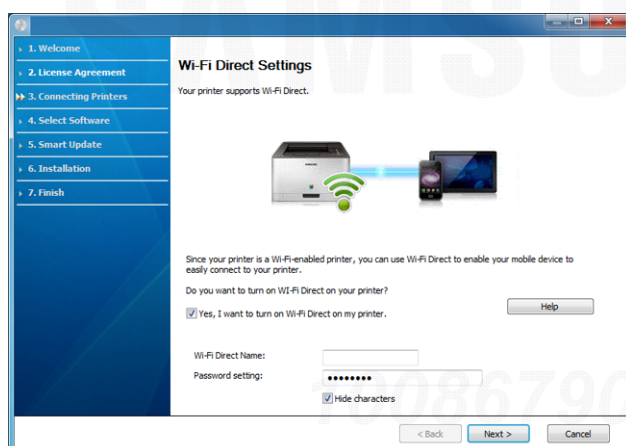 SAMSU
1. Welcome
2. License Agreement
3. Connecting Printers
4. Select Software
5. Smart Update
6. Installation
7. Finish
Wi-Fi Direct Settings
Your printer supports Wi-Fi Direct.
Since your printer is a Wi-Fi-enabled printer, you can use Wi-Fi Direct to enable your mobile device to
easily connect to your printer.
Do you want to turn on WI-Fi Direct on your printer?
Yes, I want to turn on Wi-Fi Direct on my printer.
Help
Wi-Fi Direct Name:
Password setting:
Hide characters
10086790
< Back
Next >
Cancel